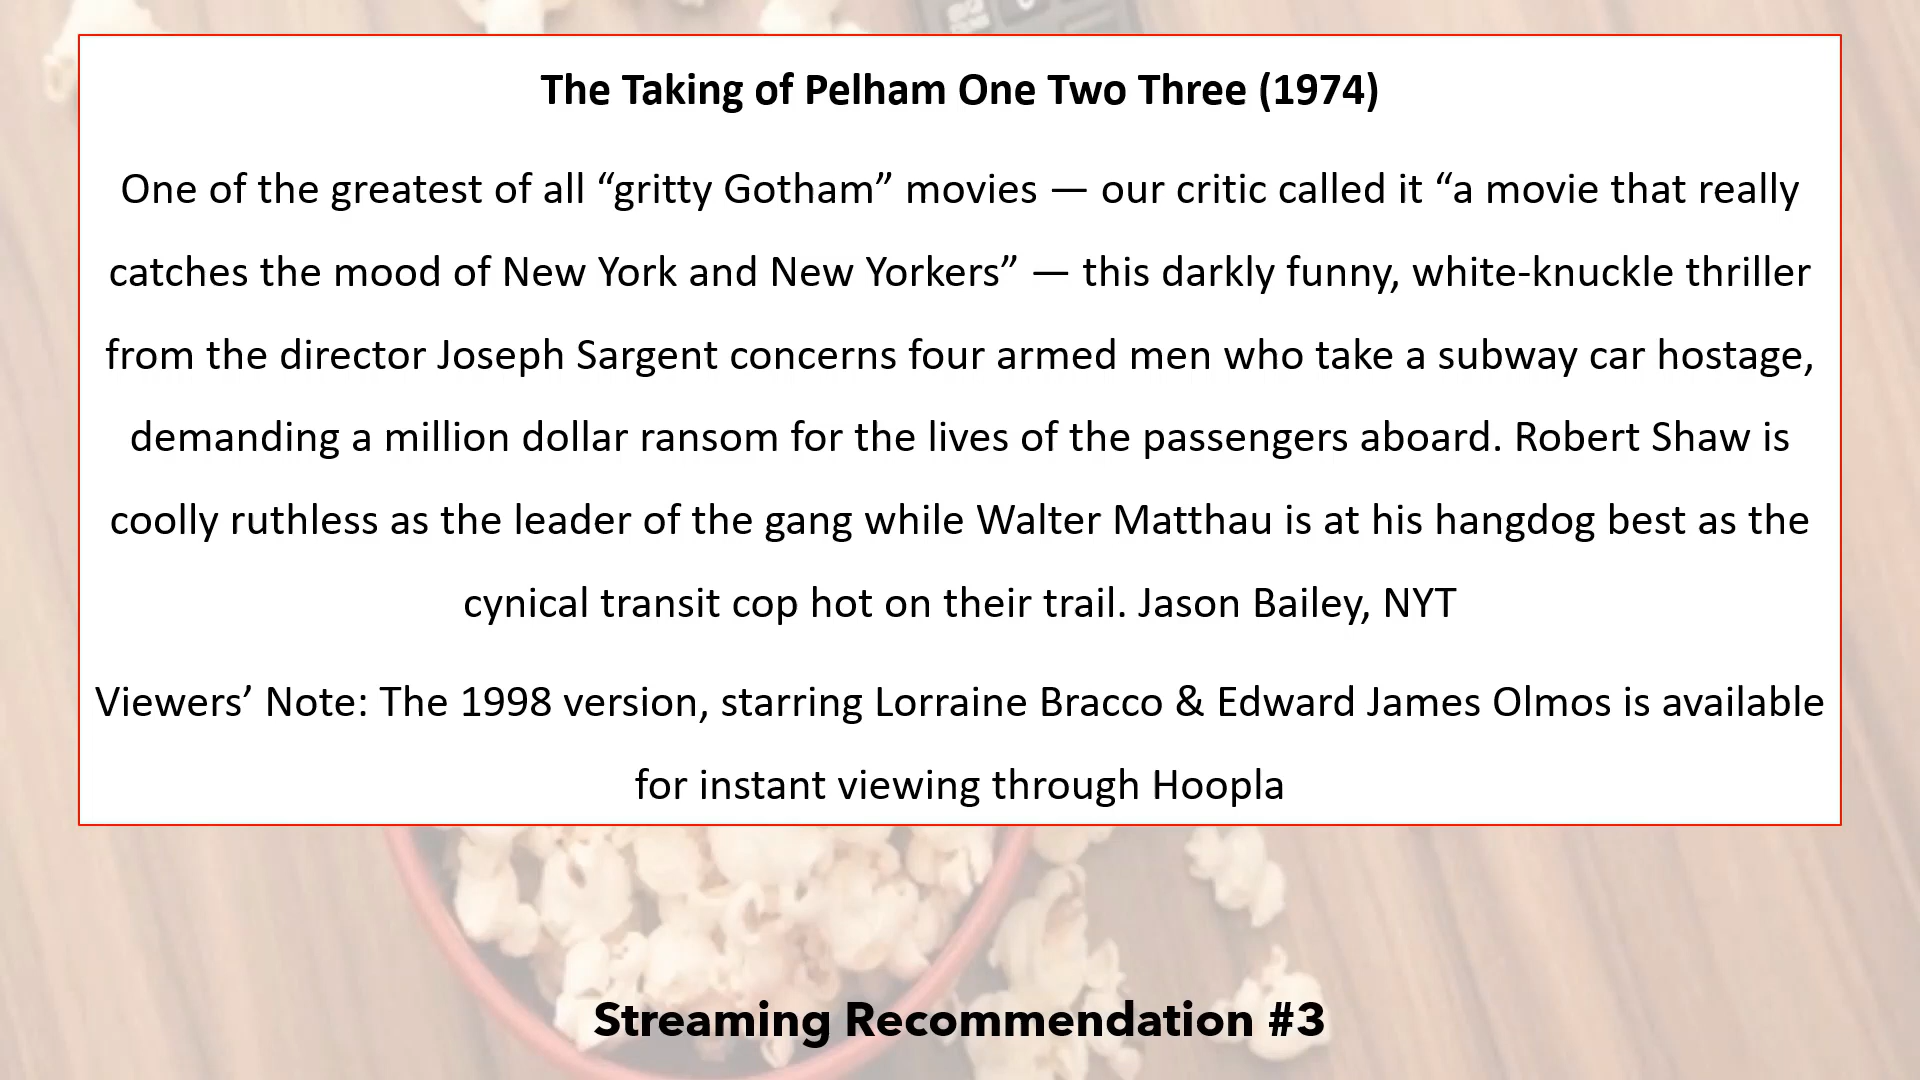 The Taking of Pelham One Two Three (1974)
One of the greatest of all “gritty Gotham” movies — our critic called it “a movie that really
catches the mood of New York and New Yorkers” — this darkly funny, white-knuckle thriller
from the director Joseph Sargent concerns four armed men who take a subway car hostage,
demanding a million dollar ransom for the lives of the passengers aboard. Robert Shaw is
coolly ruthless as the leader of the gang while Walter Matthau is at his hangdog best as the
cynical transit cop hot on their trail. Jason Bailey, NYT
Viewers’ Note: The 1998 version, starring Lorraine Bracco & Edward James Olmos is available
for instant viewing through Hoopla
Streaming Recommendation #3